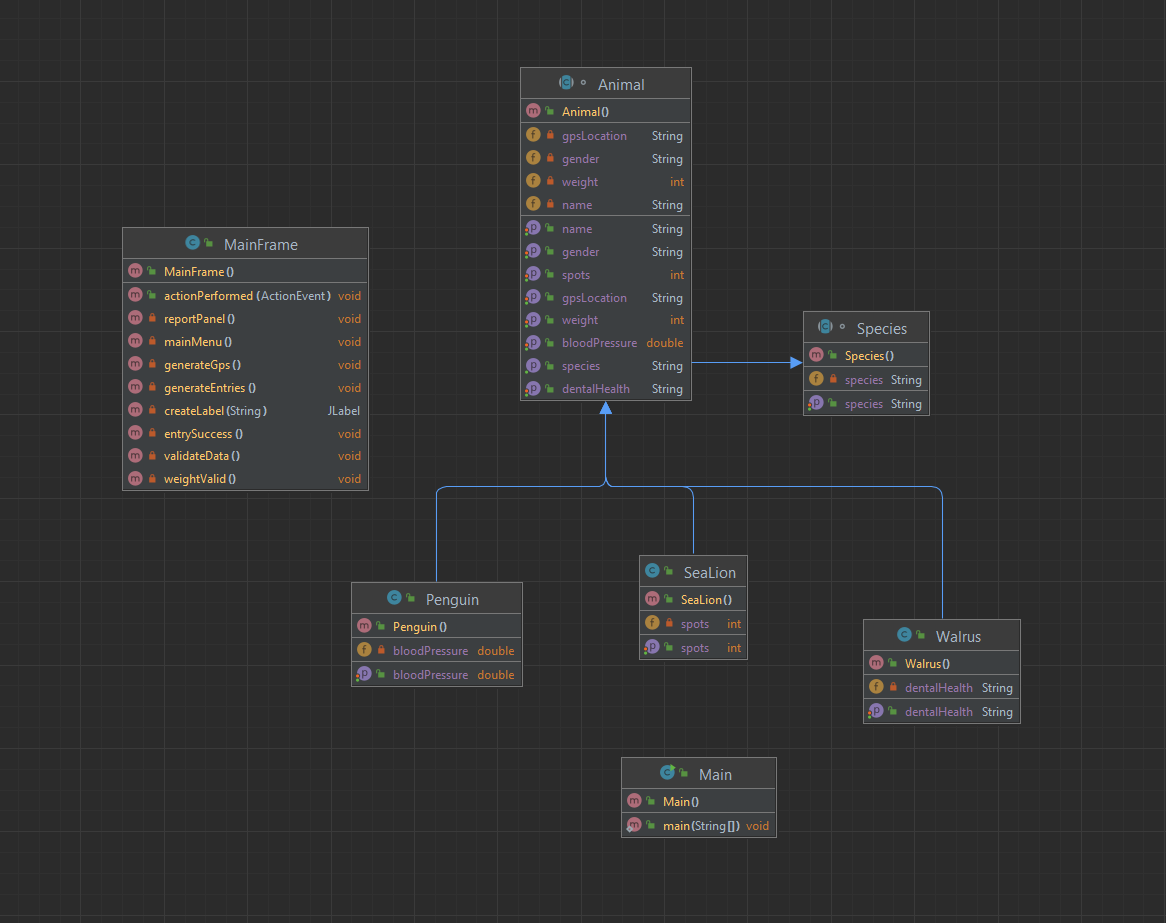 Animal
Animal()
gpsLocation String
gender String
weight int
name String
name String
gender String
spots int
gpsLocation String
weight int
bloodPressure double
species String
dentalHealth String
MainFrame
MainFrame()
actionPerformed(ActionEvent) void
reportPanel() void
mainMenu() void
generateGps() void
generateEntries() void
createLabel(String) JLabel
entrySuccess() void
validateData() void
weightValid() void
Species
Species()
species String
species String
Penguin
Penguin()
bloodPressure double
bloodPressure double
SeaLion
SeaLion()
spots int
spots int
Walrus
Walrus()
dentalHealth String
dentalHealth String
Main
Main()
main(String[]) void